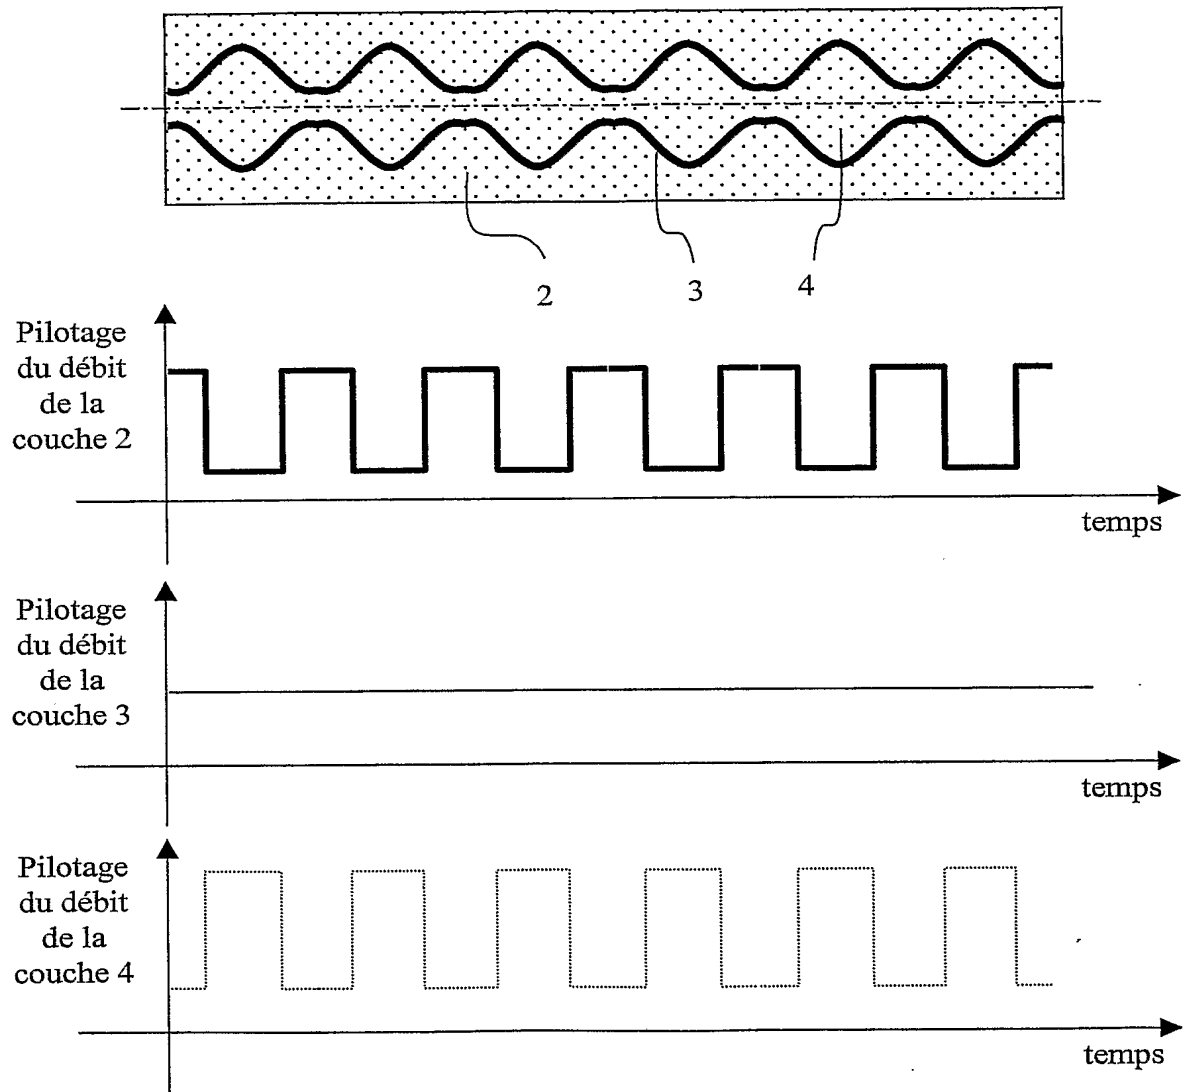 2
3
4
Pilotage
du débit
de la
couche 2
temps
Pilotage
du débit
de la
couche 3
temps
Pilotage
du débit
de la
couche 4
temps